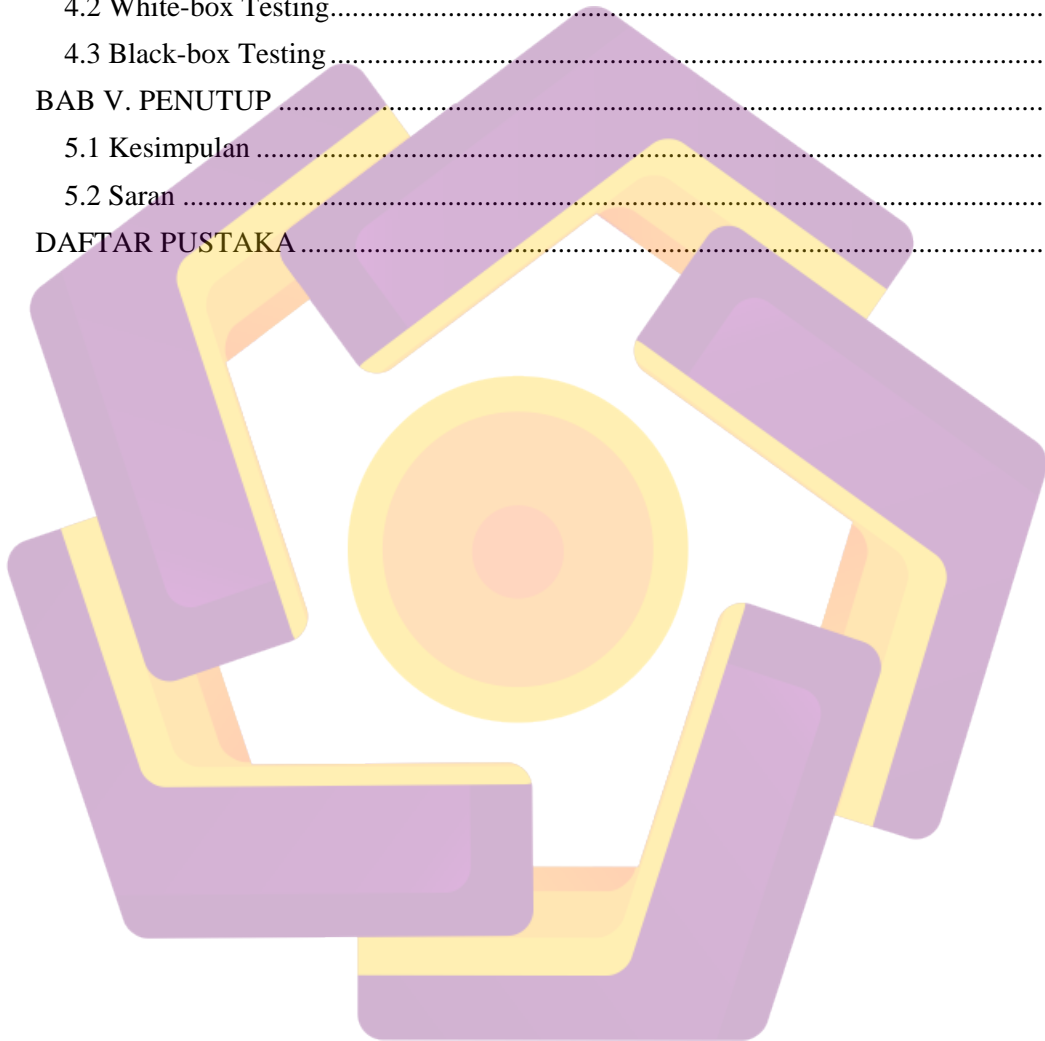 4.2 White-box Testing........................................................................................................
4.3 Black-box Testing........................................................................................................
BAB V. PENUTUP ................................................................................................................
5.1 Kesimpulan ..................................................................................................................
5.2 Saran ............................................................................................................................
DAFTAR PUSTAKA .............................................................................................................